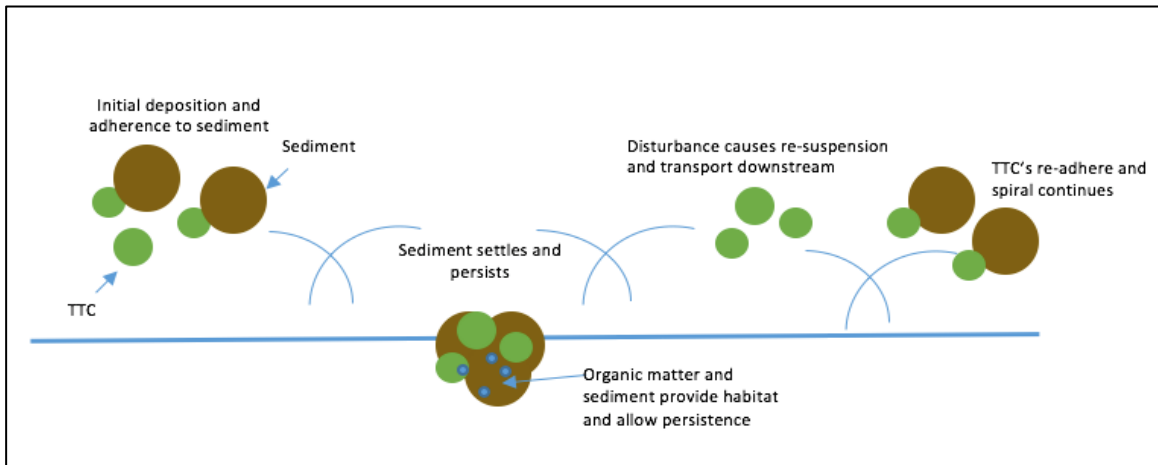 Initial deposition and
adherence to sediment
Sediment
TTC
Sediment settles and
persists
Organic matter and
sediment provide habitat
and allow persistence
Disturbance causes re-suspension
and transport downstream
TTC's re-adhere and
spiral continues